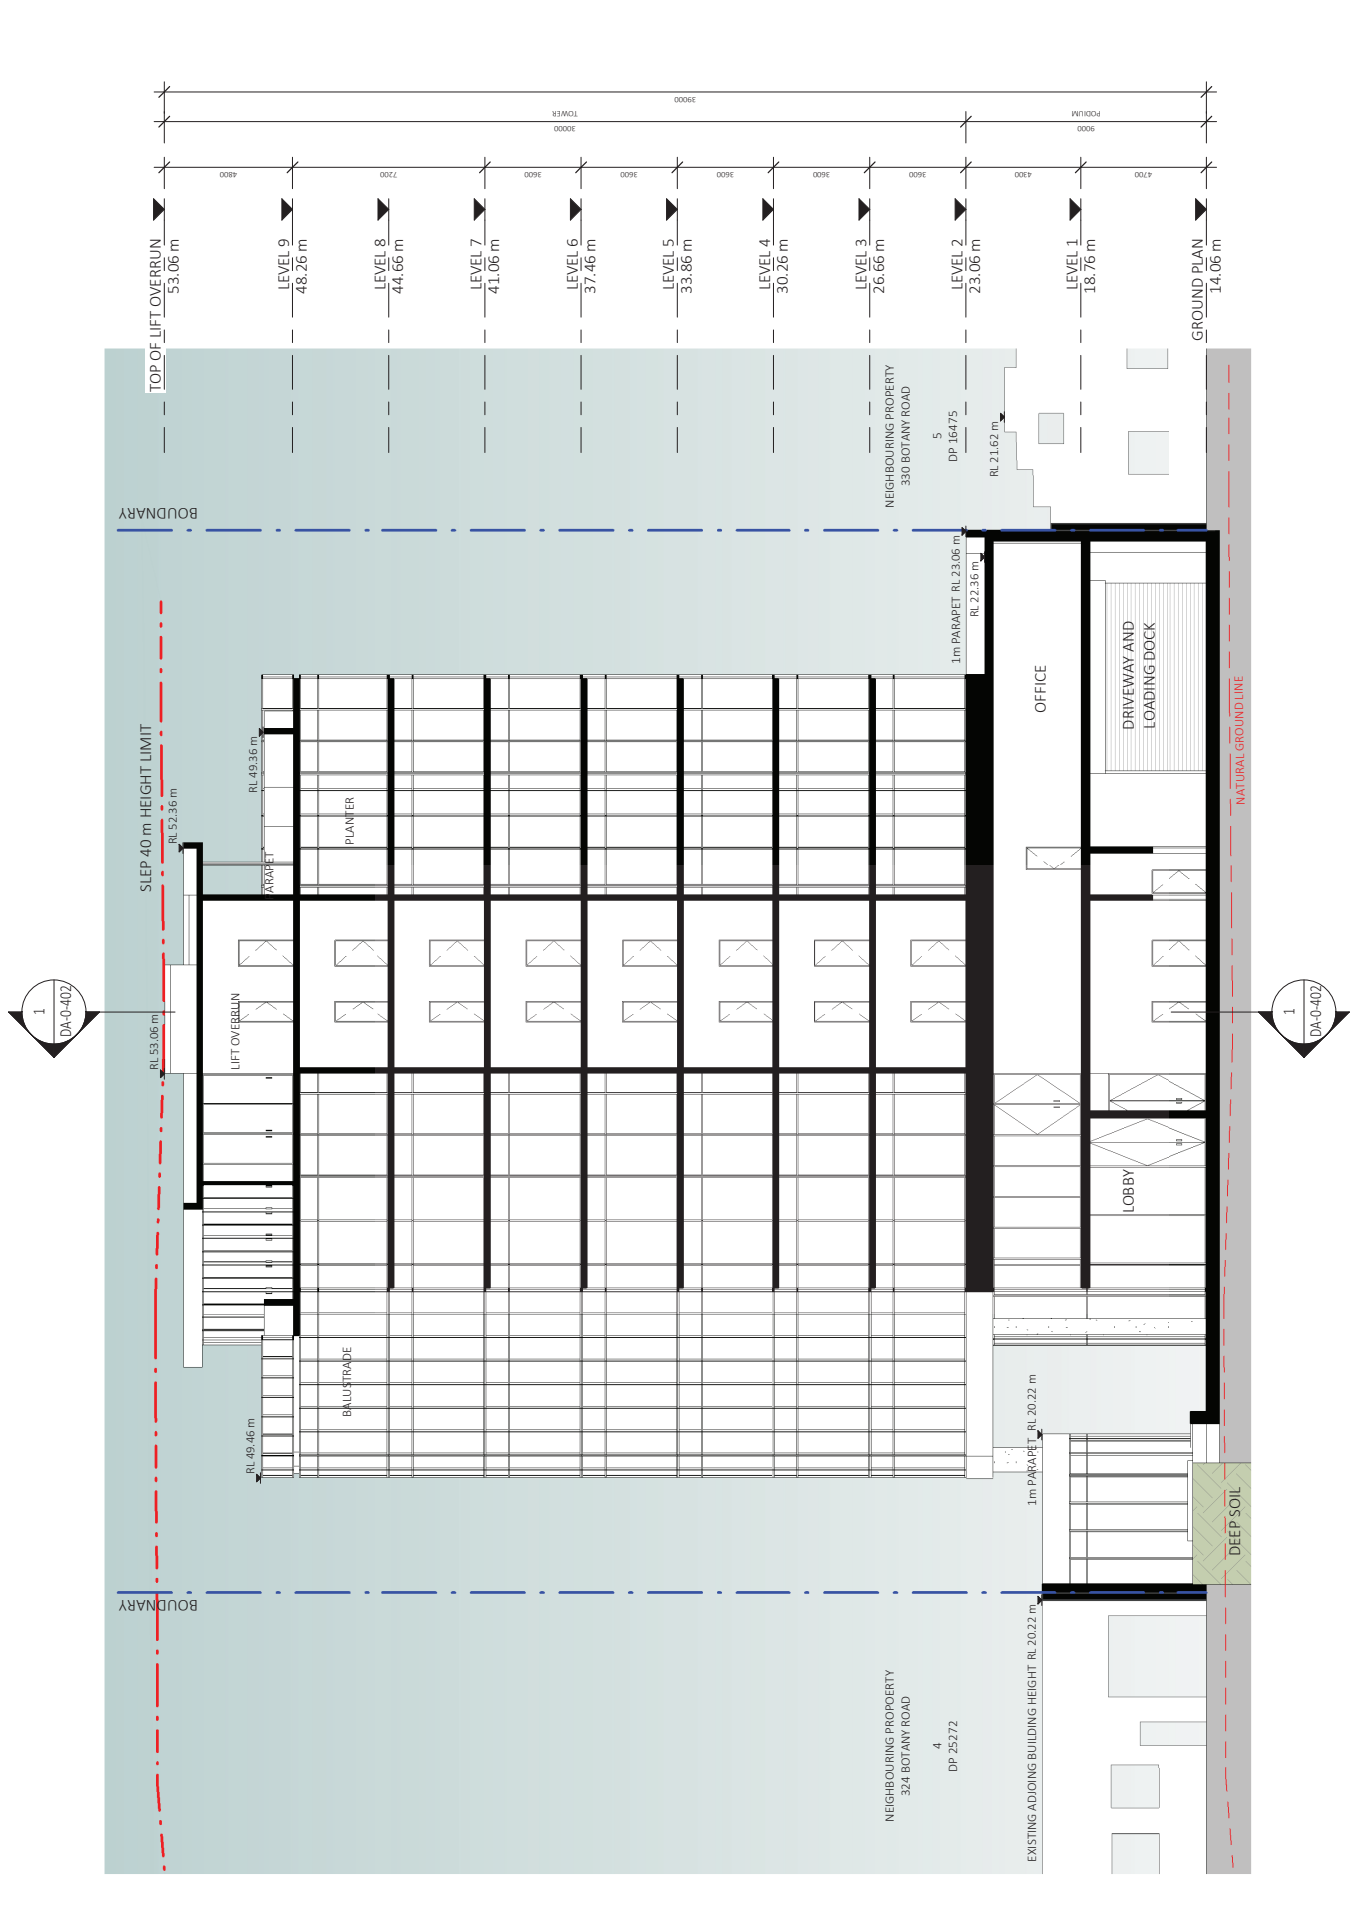 39000
TOWER
30000
PODIUM
9000
4800
7200
3600
3600
3600
3600
3600
4300
4700
TOP OF LIFT OVERRUN
53.06 m
LEVEL 9
48.26 m
LEVEL 8
44.66 m
LEVEL 7
41.06 m
LEVEL 6
37.46 m
LEVEL 5
33.86 m
LEVEL 4
30.26 m
LEVEL 3
26.66 m
LEVEL 2
23.06 m
LEVEL 1
18.76 m
GROUND PLAN
14.06 m
NEIGHBOURING PROPERTY
330 BOTANY ROAD
5
DP 16475
RL 21.62 m
BOUDNARY
1m PARAPET RL 23.06 m
RL 22.36 m
SLEP 40 m HEIGHT LIMIT
RL 52.36 m
RL 49.36 m
PARAPET
PLANTER
OFFICE
DRIVEWAY AND
LOADING DOCK
NATURAL GROUND LINE
1
DA-0-402
RL 53.06 m
LIFT OVERRUN
1
DA-0-402
LOBBY
BALUSTRADE
RL 49.46 m
1m PARAPET RL 20.22 m
DEEP SOIL
BOUDNARY
NEIGHBOURING PROPOERTY
324 BOTANY ROAD
4
DP 25272
EXISTING ADJOING BUILDING HEIGHT RL 20.22 m